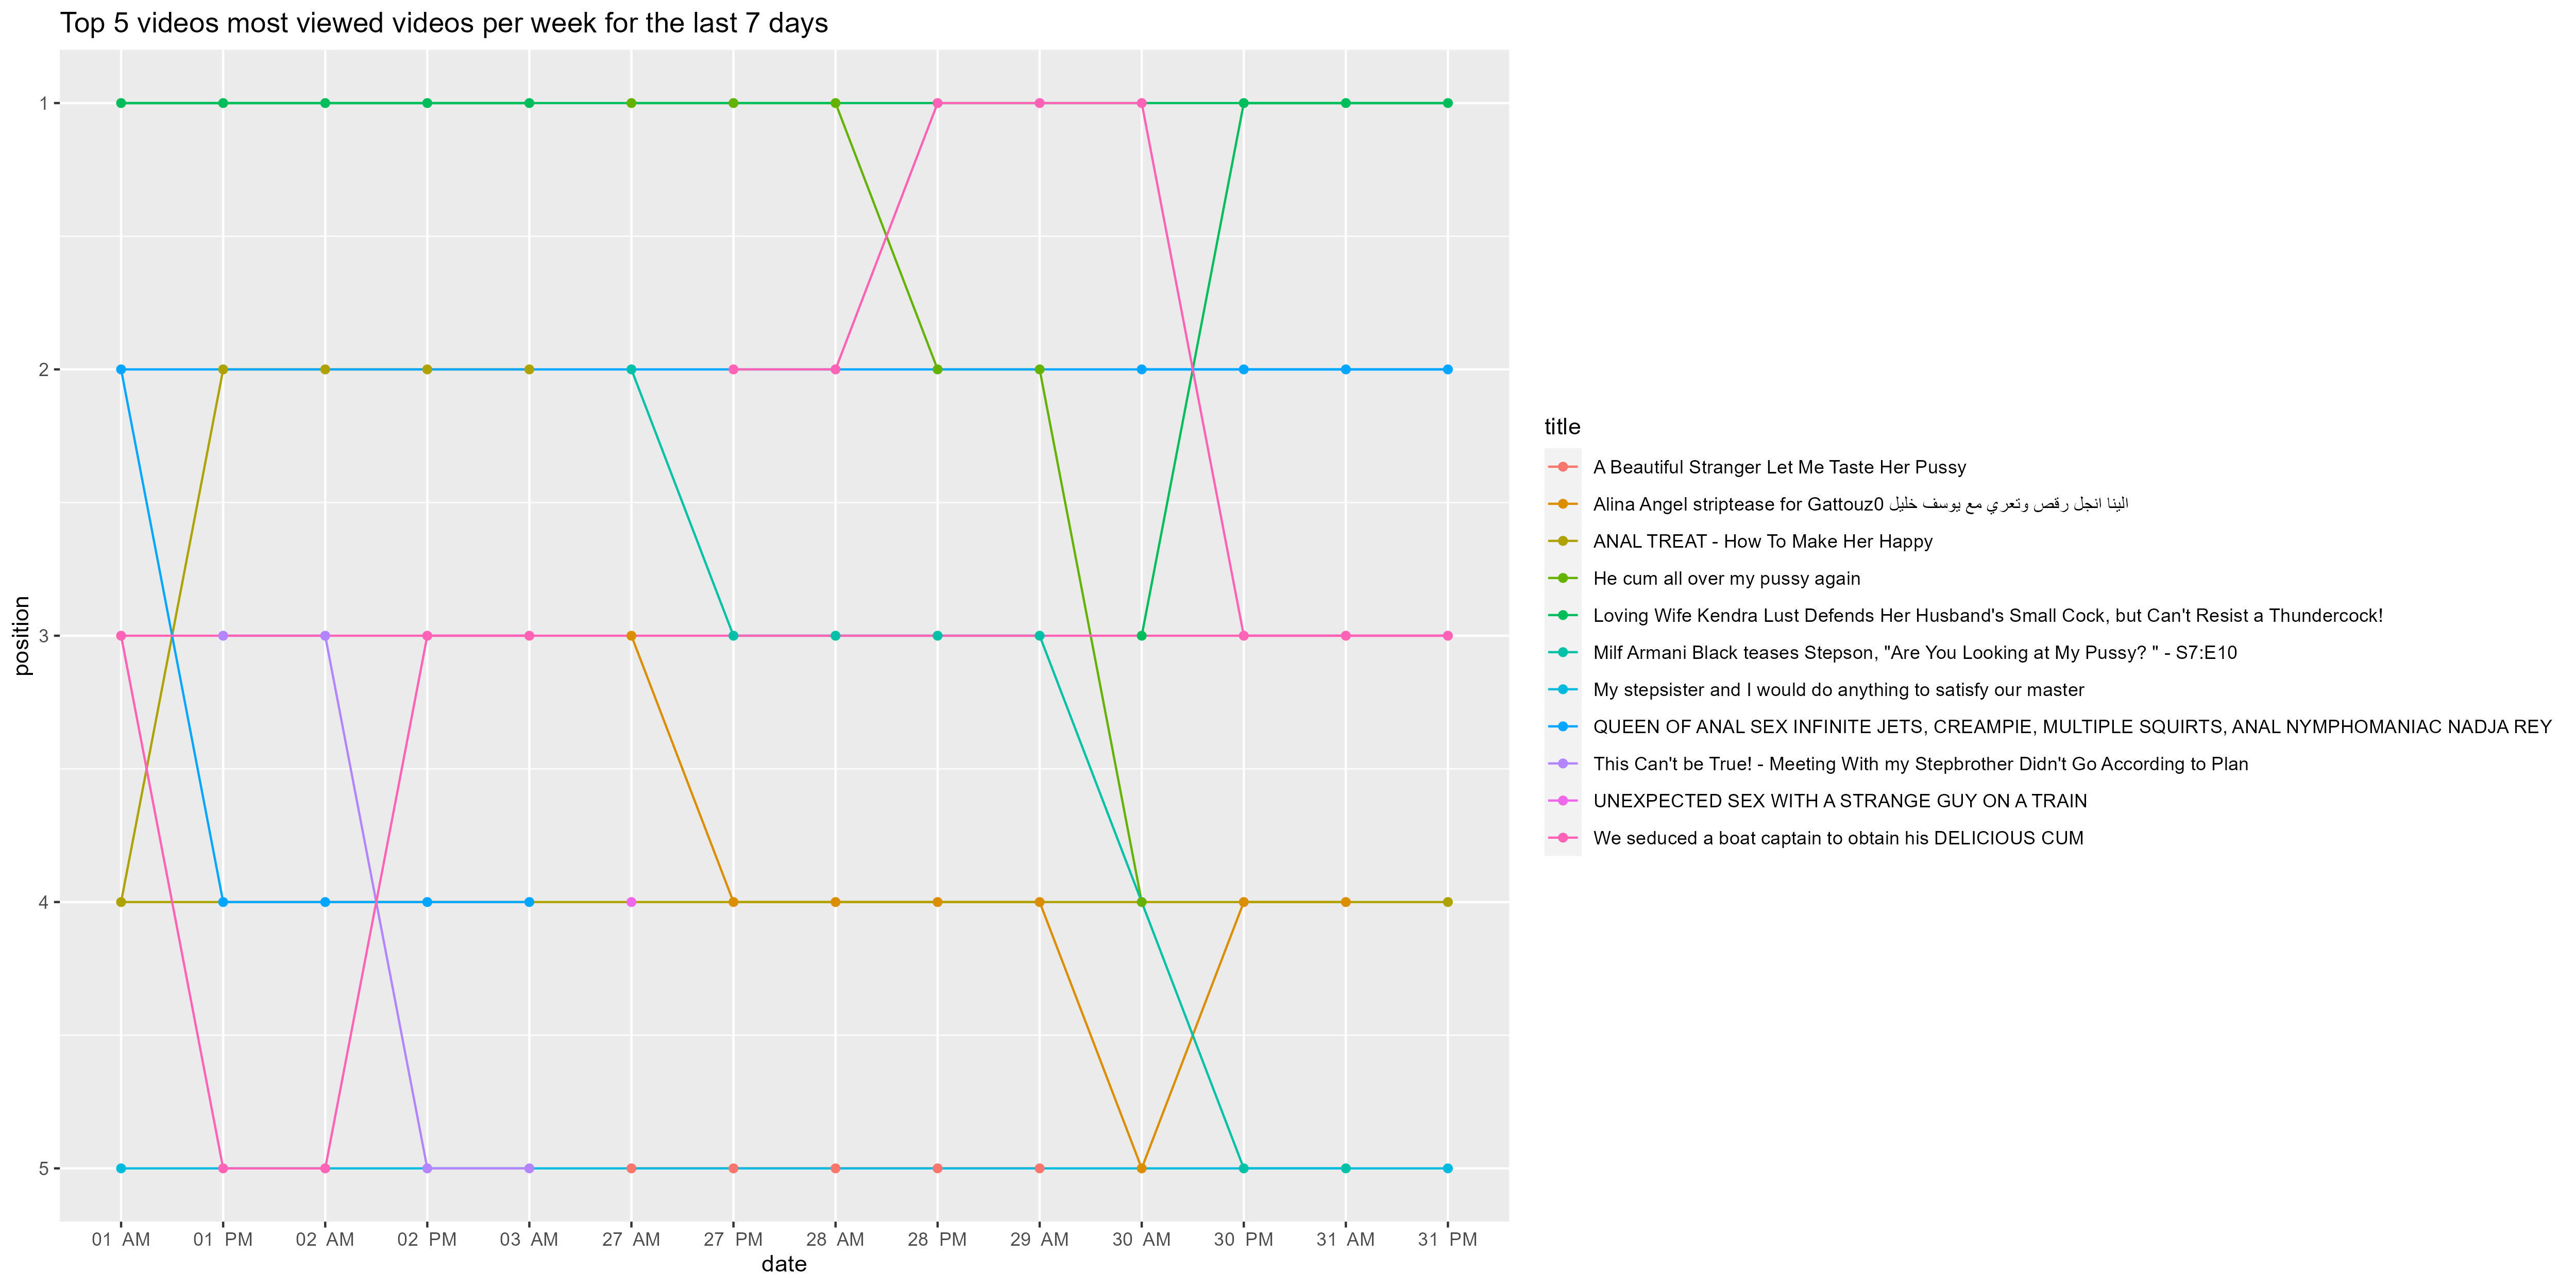 Top 5 videos most viewed videos per week for the last 7 days
position
1
2
3
4
5
01 AM
01 PM
02 AM
02 PM
03 AM
27 AM
27 PM
28 AM
28 PM
29 AM
30 AM
30 PM
31 AM
31 PM
date
title
A Beautiful Stranger Let Me Taste Her Pussy
Alina Angel striptease for Gattouz0 الينا انجل رقص وتعري مع يوسف خليل
ANAL TREAT - How To Make Her Happy
He cum all over my pussy again
Loving Wife Kendra Lust Defends Her Husband's Small Cock, but Can't Resist a Thundercock!
Milf Armani Black teases Stepson, "Are You Looking at My Pussy? " - S7:E10
My stepsister and I would do anything to satisfy our master
QUEEN OF ANAL SEX INFINITE JETS, CREAMPIE, MULTIPLE SQUIRTS, ANAL NYMPHOMANIAC NADJA REY
This Can't be True! - Meeting With my Stepbrother Didn't Go According to Plan
UNEXPECTED SEX WITH A STRANGE GUY ON A TRAIN
We seduced a boat captain to obtain his DELICIOUS CUM